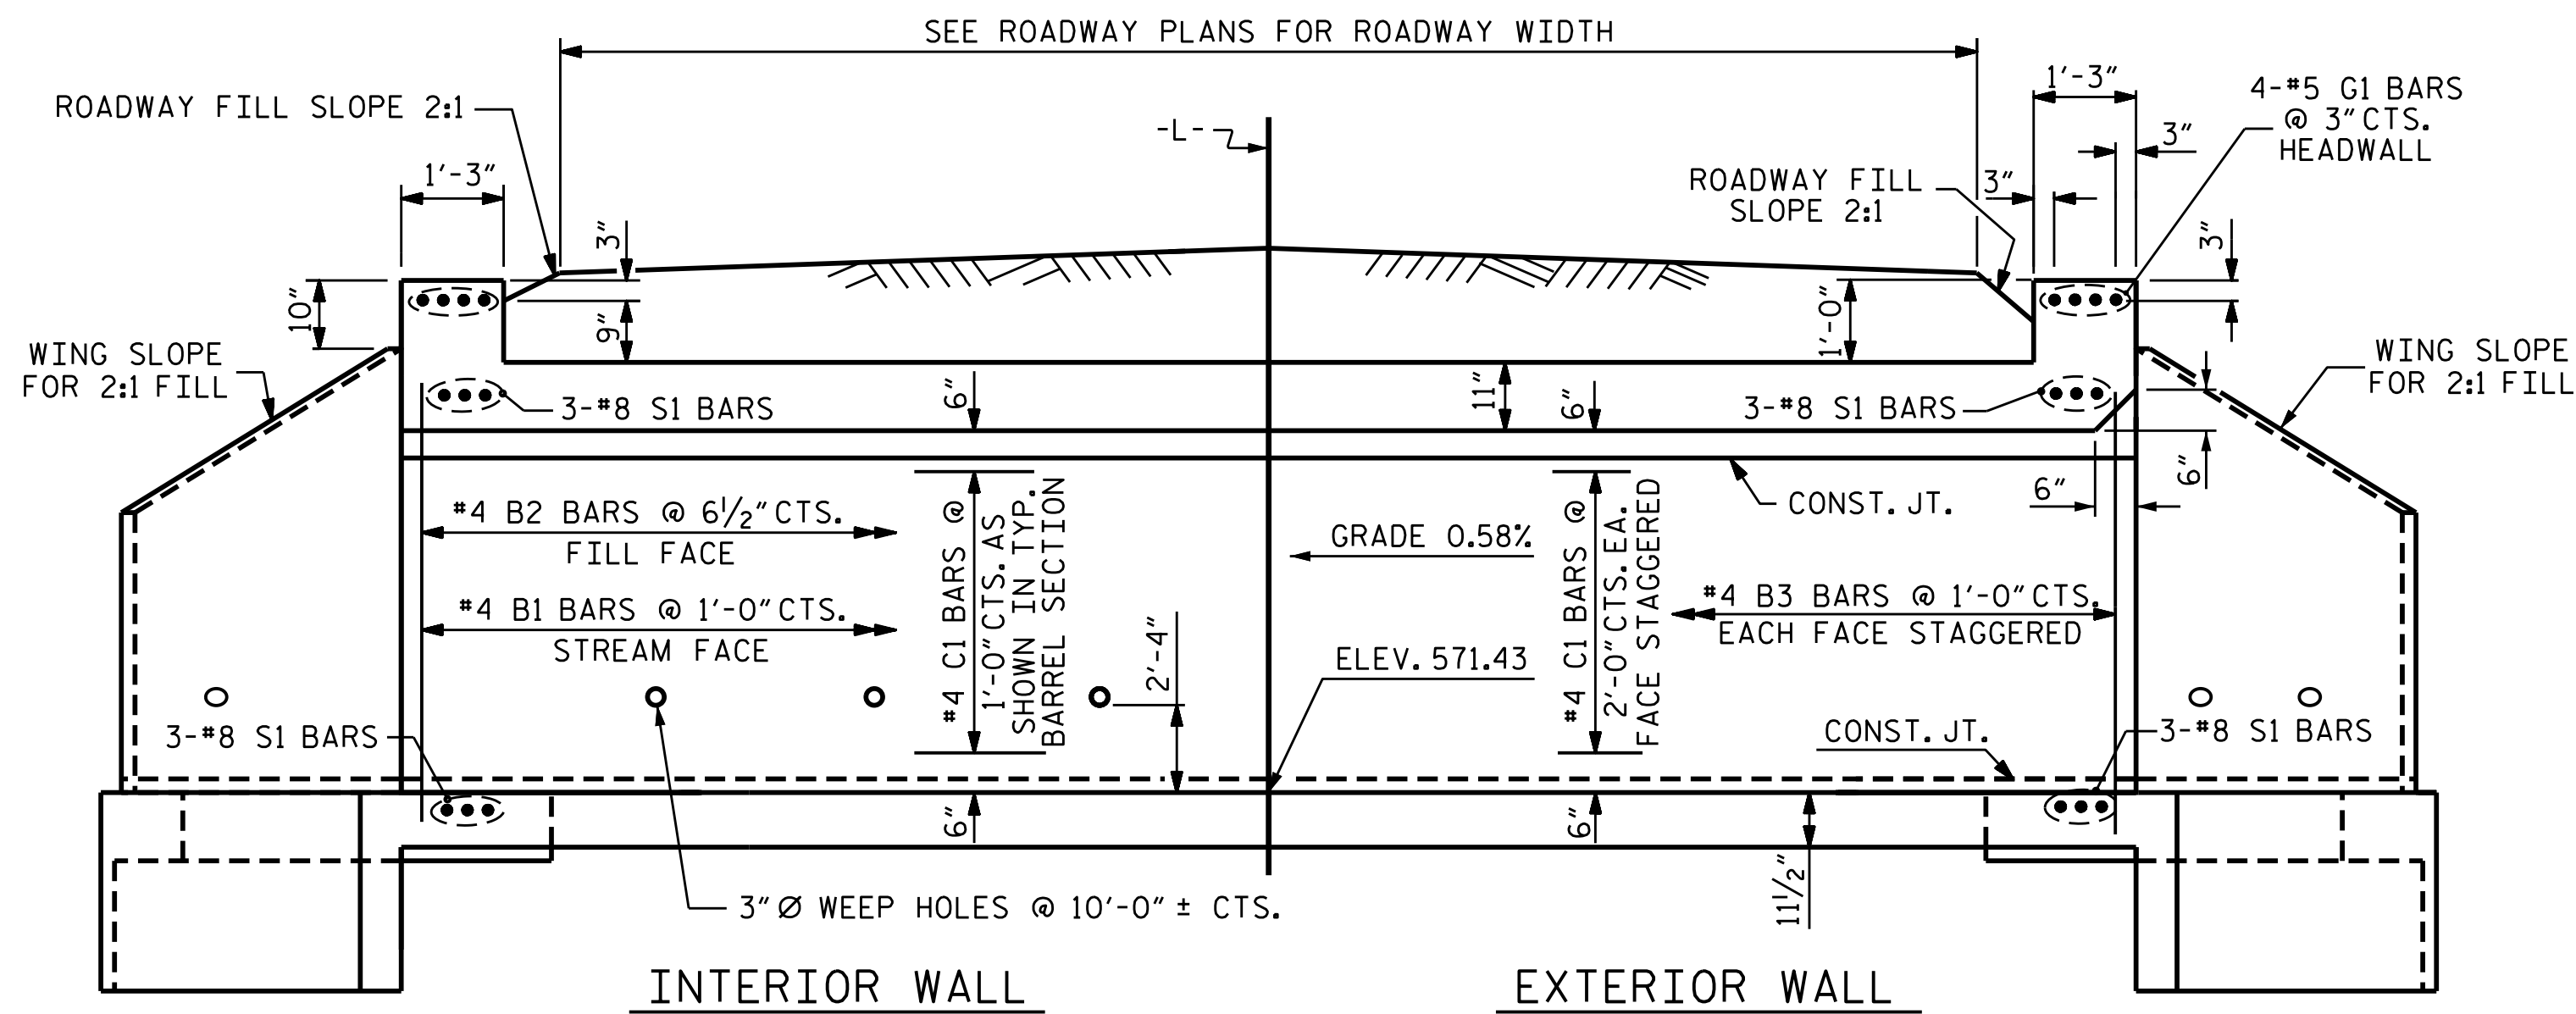 SEE ROADWAY PLANS FOR ROADWAY WIDTH
ROADWAY FILL SLOPE 2:1
1'-3"
-L-
1'-3"
4-#5 G1 BARS
@ 3" CTS.
HEADWALL
3"
ROADWAY FILL
SLOPE 2:1
3"
3"
3"
10"
9"
1'-0"
WING SLOPE
FOR 2:1 FILL
WING SLOPE
FOR 2:1 FILL
3-#8 S1 BARS
6"
11"
6"
3-#8 S1 BARS
6"
6"
#4 B2 BARS @ 6½" CTS.
FILL FACE
#4 B1 BARS @ 1'-0" CTS.
STREAM FACE
#4 C1 BARS @
1'-0" CTS. AS
SHOWN IN TYP.
BARREL SECTION
GRADE 0.58%
CONST. JT.
#4 C1 BARS @
2'-0" CTS. EA.
FACE STAGGERED
#4 B3 BARS @ 1'-0" CTS.
EACH FACE STAGGERED
2'-4"
ELEV. 571.43
3-#8 S1 BARS
CONST. JT.
3-#8 S1 BARS
6"
6"
11½"
3" Ø WEEP HOLES @ 10'-0" ± CTS.
INTERIOR WALL
EXTERIOR WALL